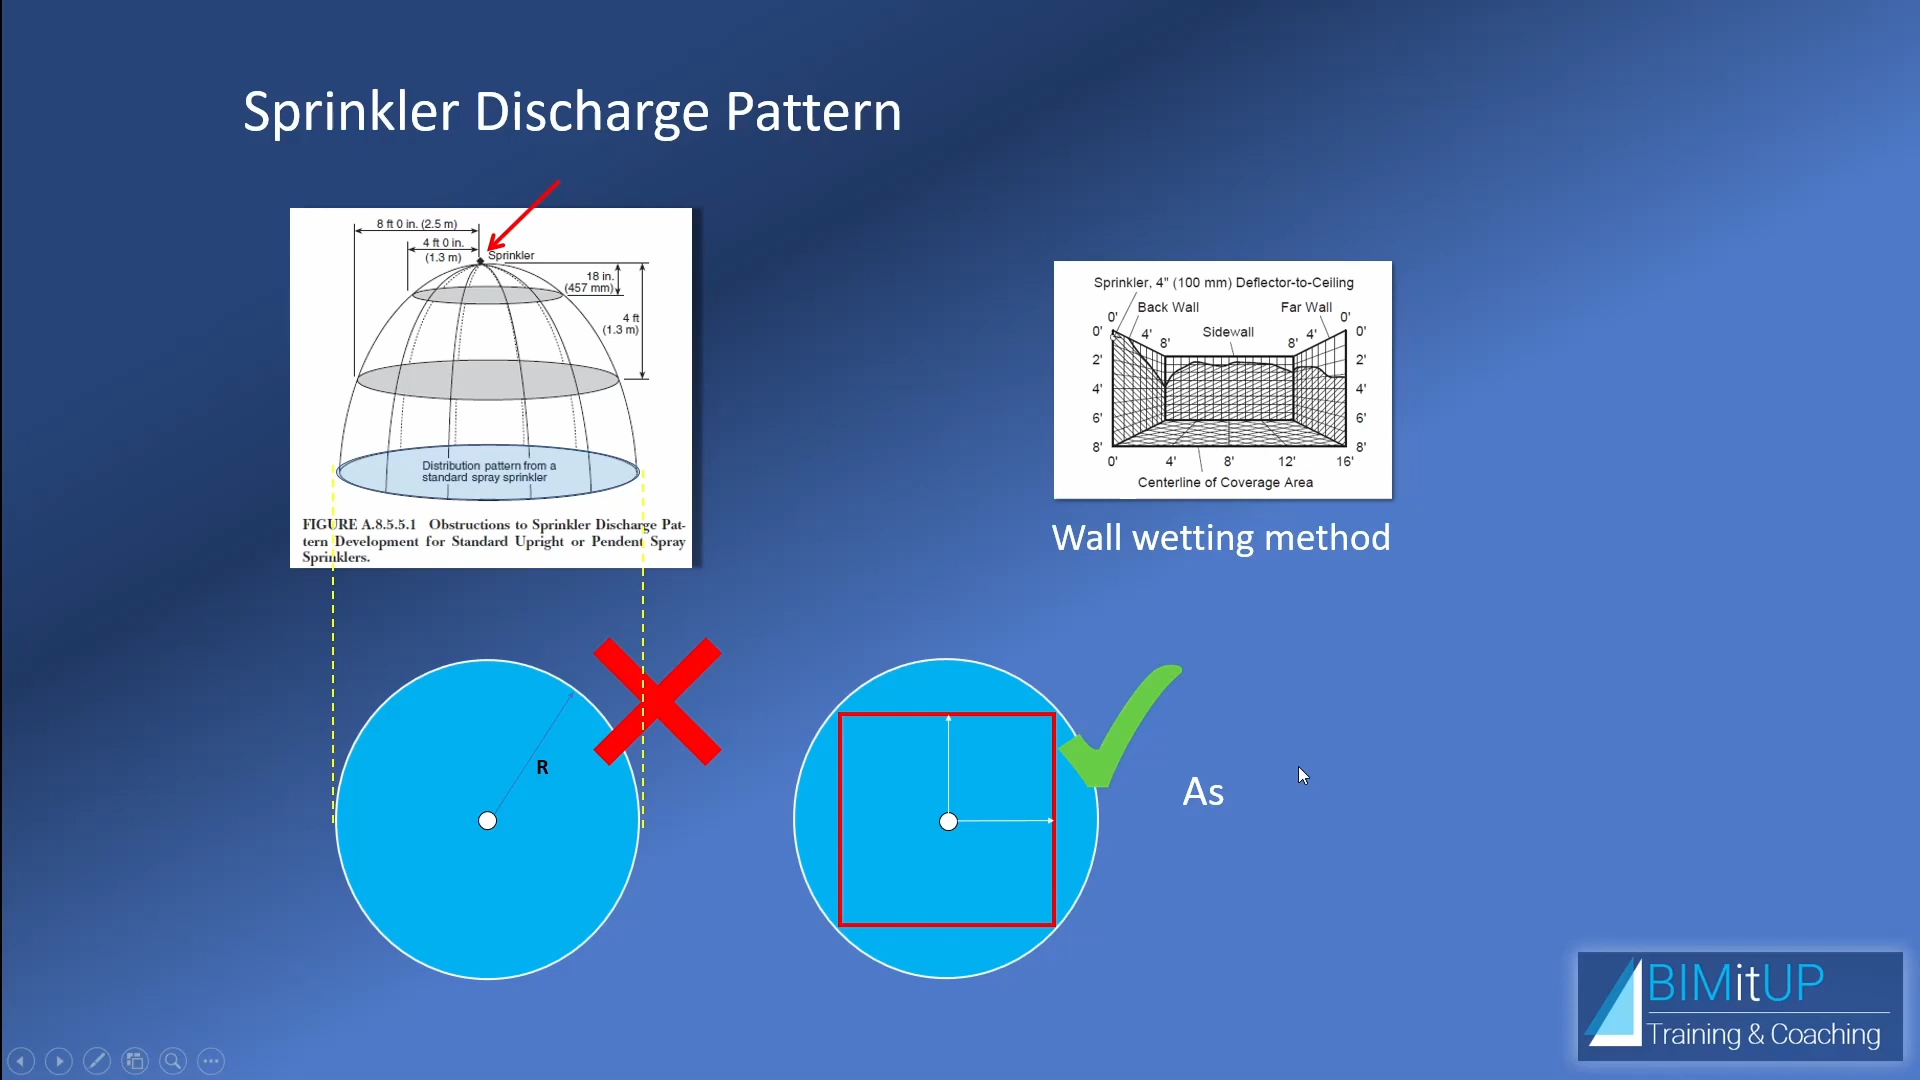 Sprinkler Discharge Pattern
8 ft 0 in. (2.5 m)
4 ft 0 in.
(1.3 m)
Sprinkler
18 in.
(457 mm)
4 ft
(1.3 m)
Distribution pattern from a
standard spray sprinkler
FIGURE A.8.5.5.1 Obstructions to Sprinkler Discharge Pat-
tern Development for Standard Upright or Pendent Spray
Sprinklers.
Sprinkler, 4" (100 mm) Deflector-to-Ceiling
Back Wall
Far Wall
Sidewall
0' 4' 8' 8' 4' 0'
0' 0'
2' 2'
4' 4'
6' 6'
8' 8'
0' 4' 8' 12' 16'
Centerline of Coverage Area
Wall wetting method
R
As
BIMitUP
Training & Coaching